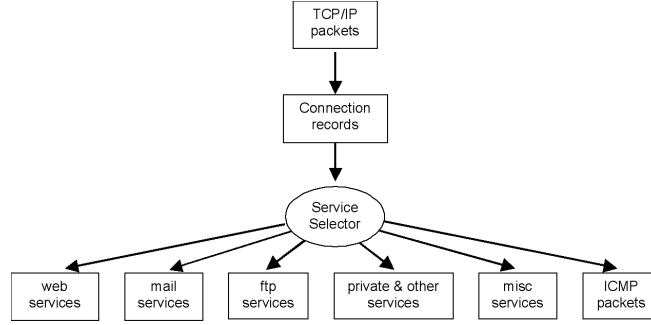 TCP/IP
packets
Connection
records
Service
Selector
web
services
mail
services
ftp
services
private & other
services
misc
services
ICMP
packets